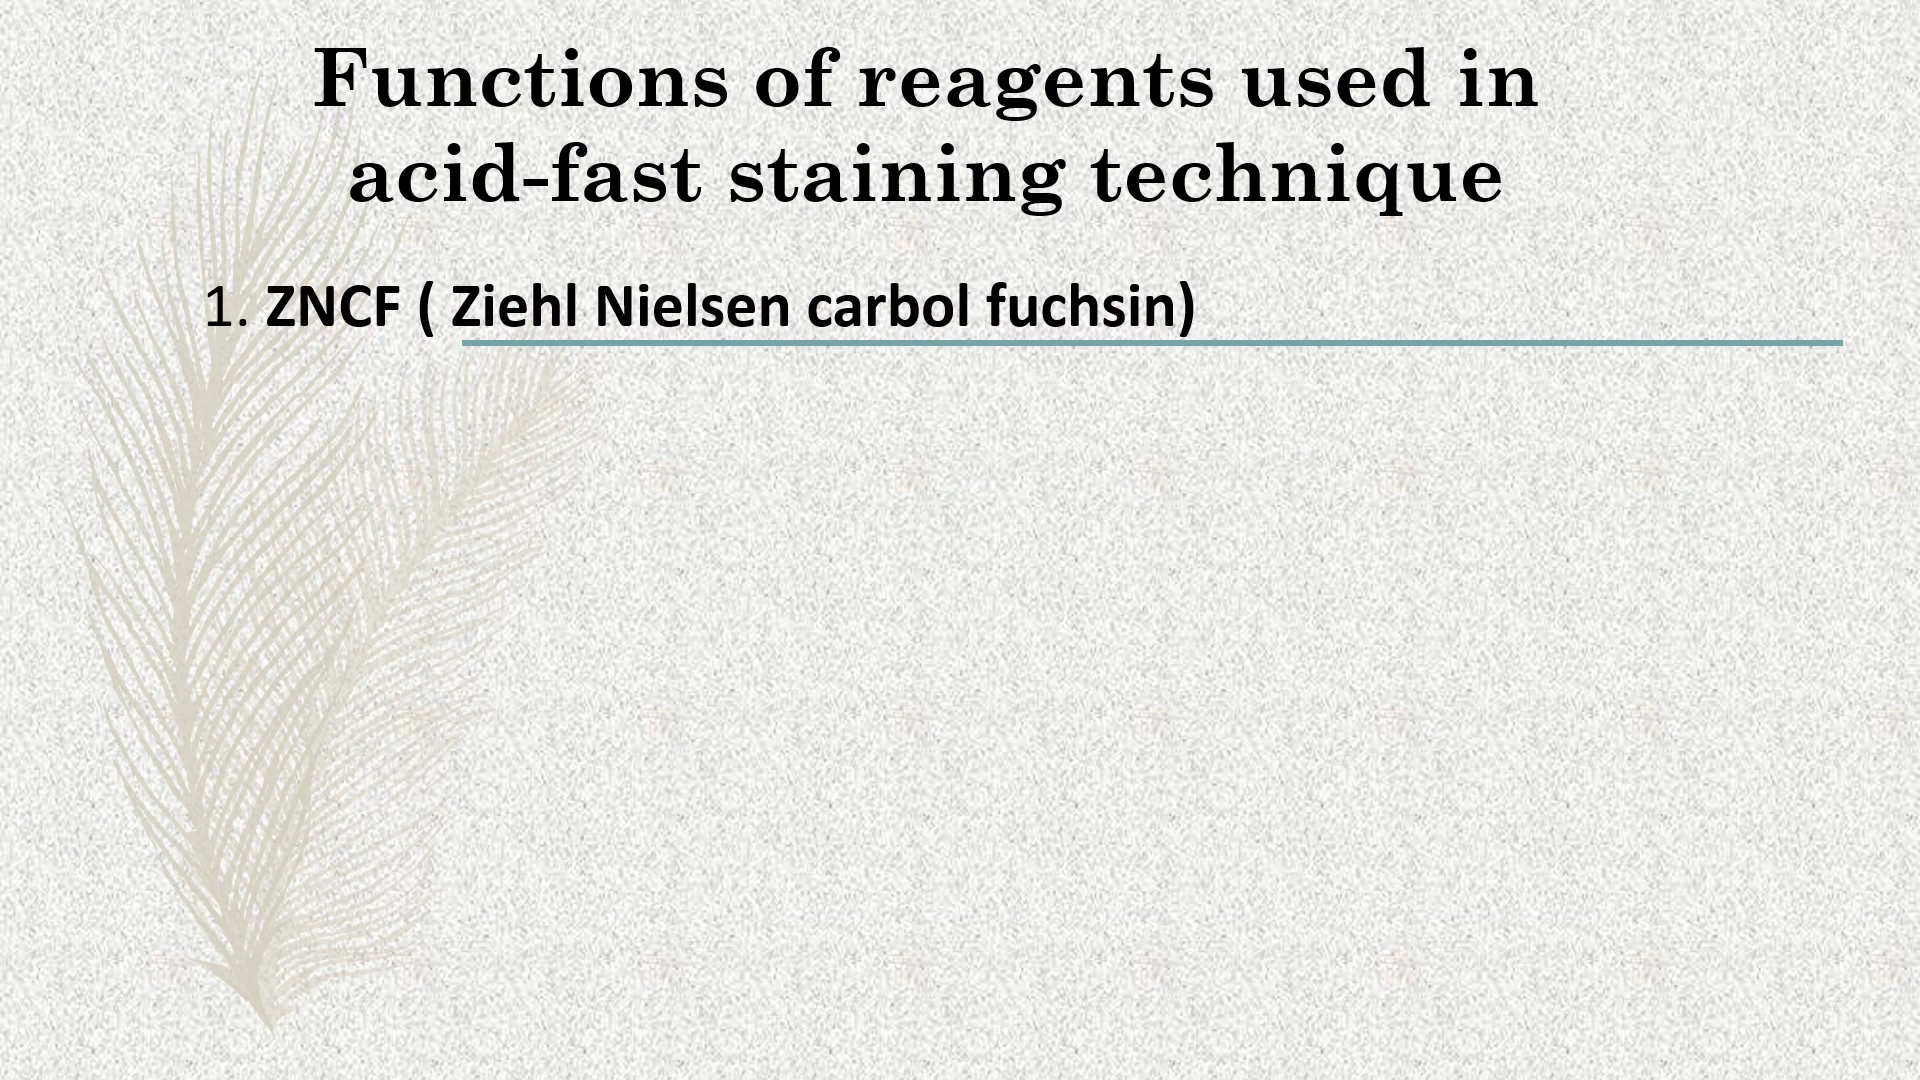 Functions of reagents used in
acid-fast staining technique
1. ZNCF ( Ziehl Nielsen carbol fuchsin)